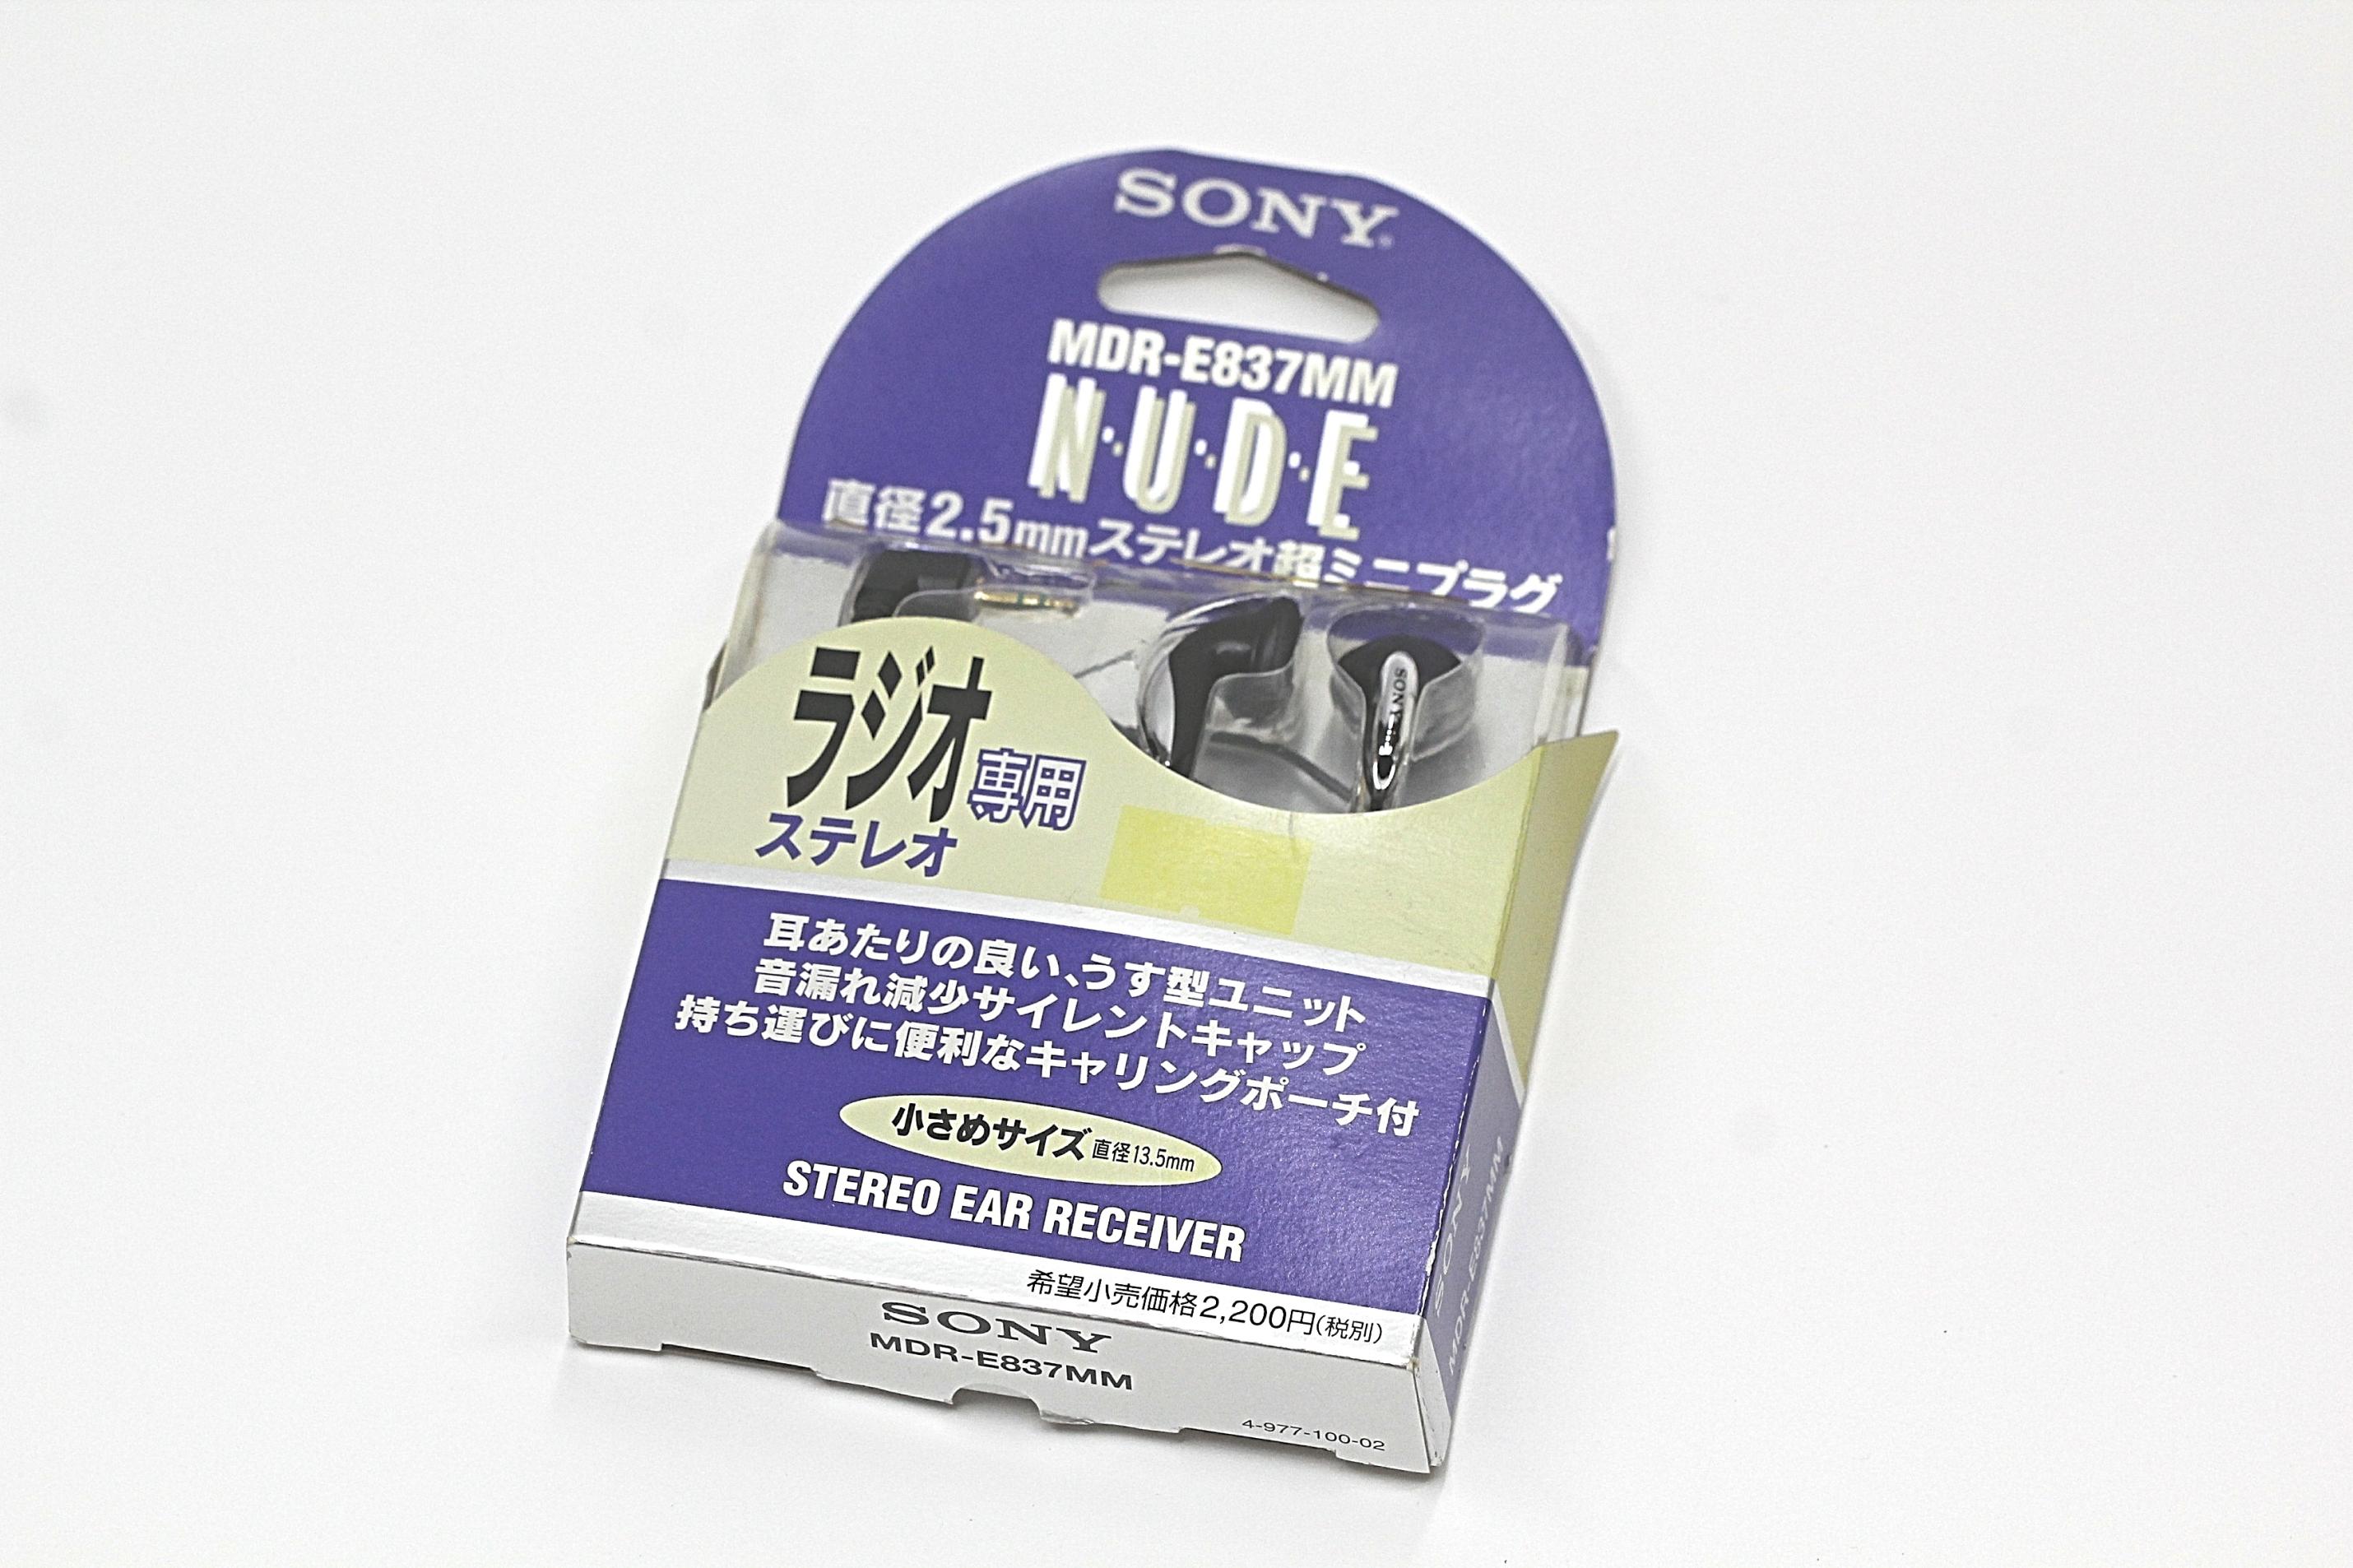 SONY
MDR-E837MM
N·U·D·E
直径2.5mmステレオ超ミニプラグ
SONY
ラジオ専用
ステレオ
耳あたりの良い、うす型ユニット
音漏れ減少サイレントキャップ
持ち運びに便利なキャリングポーチ付
小さめサイズ 直径13.5mm
STEREO EAR RECEIVER
希望小売価格2,200円(税別)
SONY
MDR-E837MM
4-977-100-02
SONY
MDR-E837MM